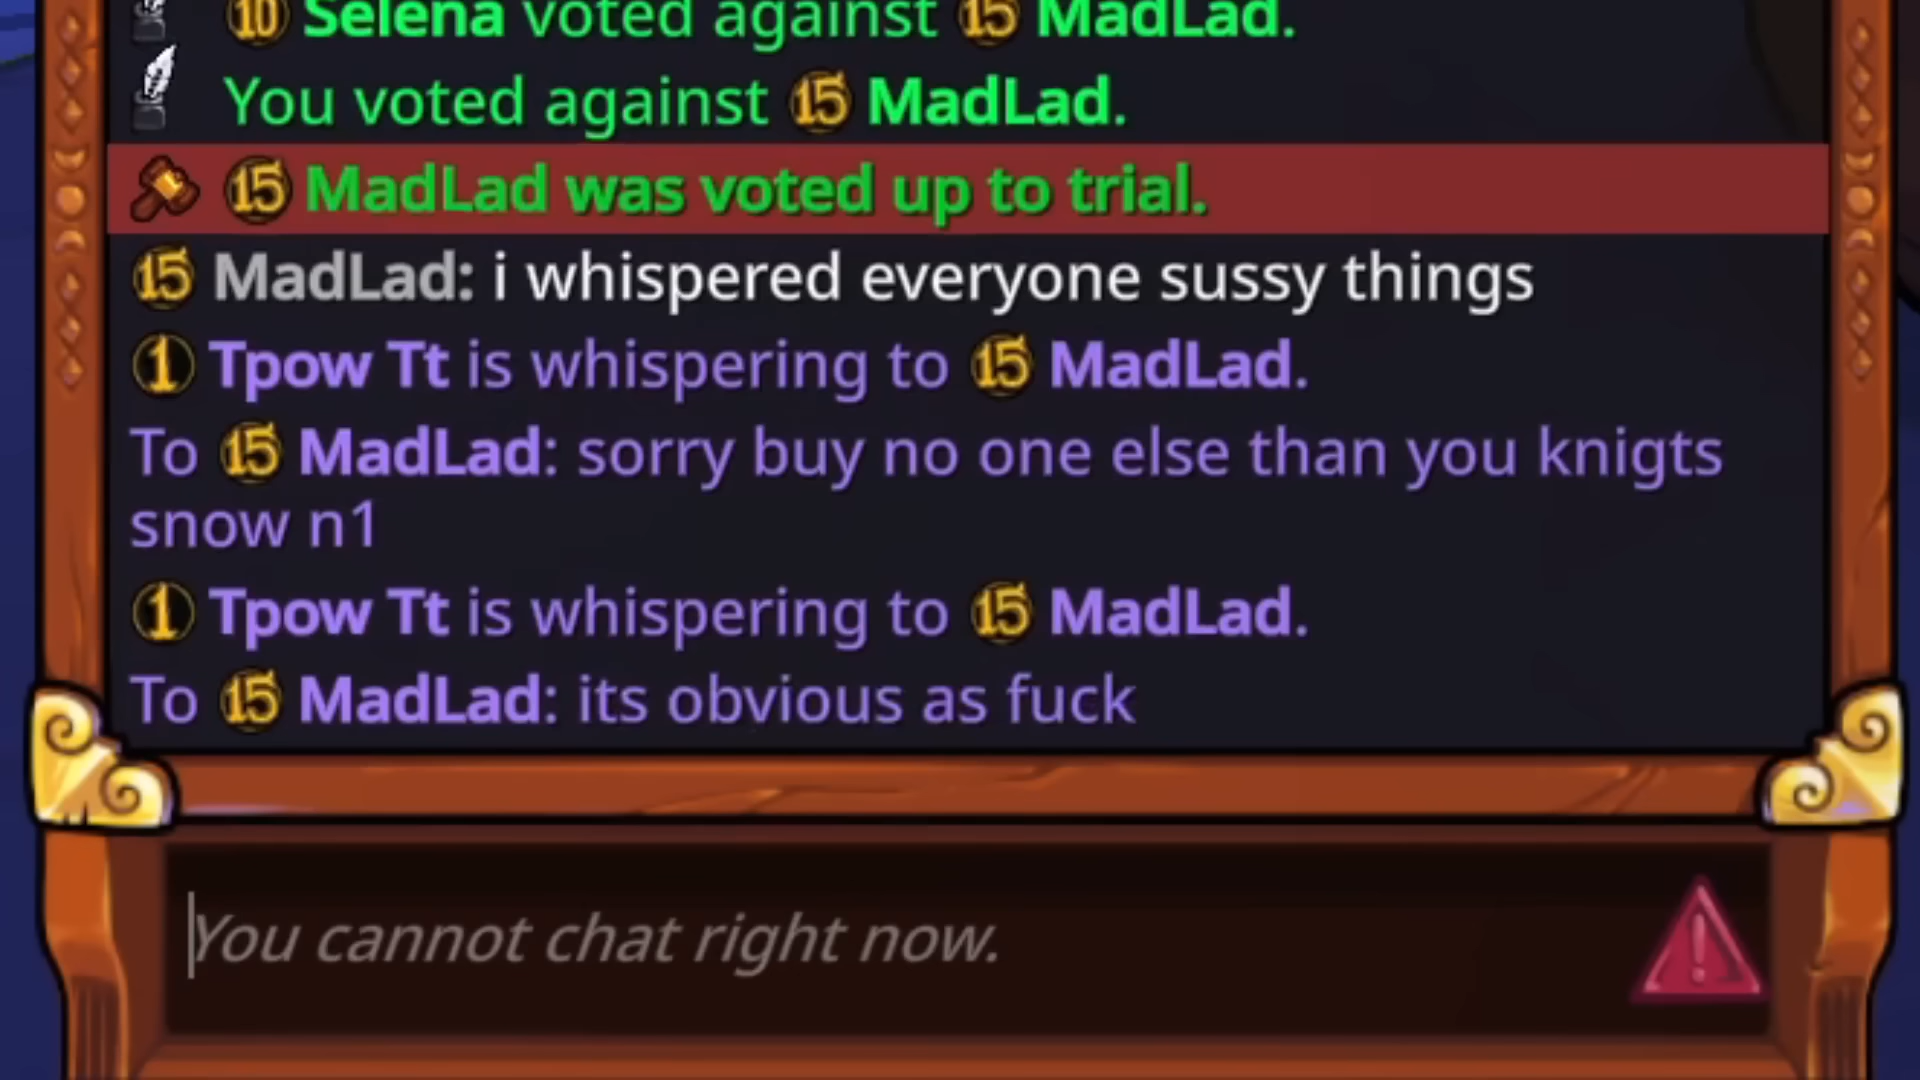 10 Selena voted against 15 MadLad.
You voted against 15 MadLad.
15 MadLad was voted up to trial.
15 MadLad: i whispered everyone sussy things
1 Tpow Tt is whispering to 15 MadLad.
To 15 MadLad: sorry buy no one else than you knigts
snow n1
1 Tpow Tt is whispering to 15 MadLad.
To 15 MadLad: its obvious as fuck
You cannot chat right now.